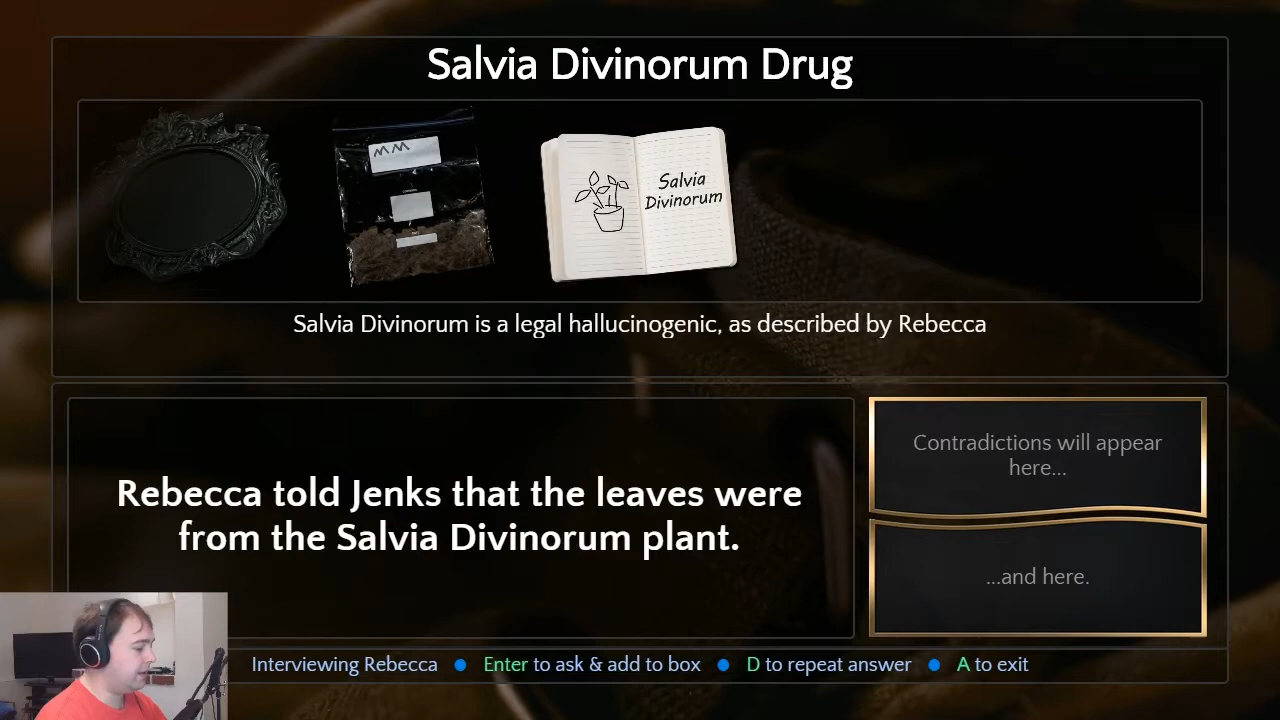 Salvia Divinorum Drug
MM
Salvia
Divinorum
Salvia Divinorum is a legal hallucinogenic, as described by Rebecca
Rebecca told Jenks that the leaves were
from the Salvia Divinorum plant.
Contradictions will appear
here...
...and here.
Interviewing Rebecca ● Enter to ask & add to box ● D to repeat answer ● A to exit